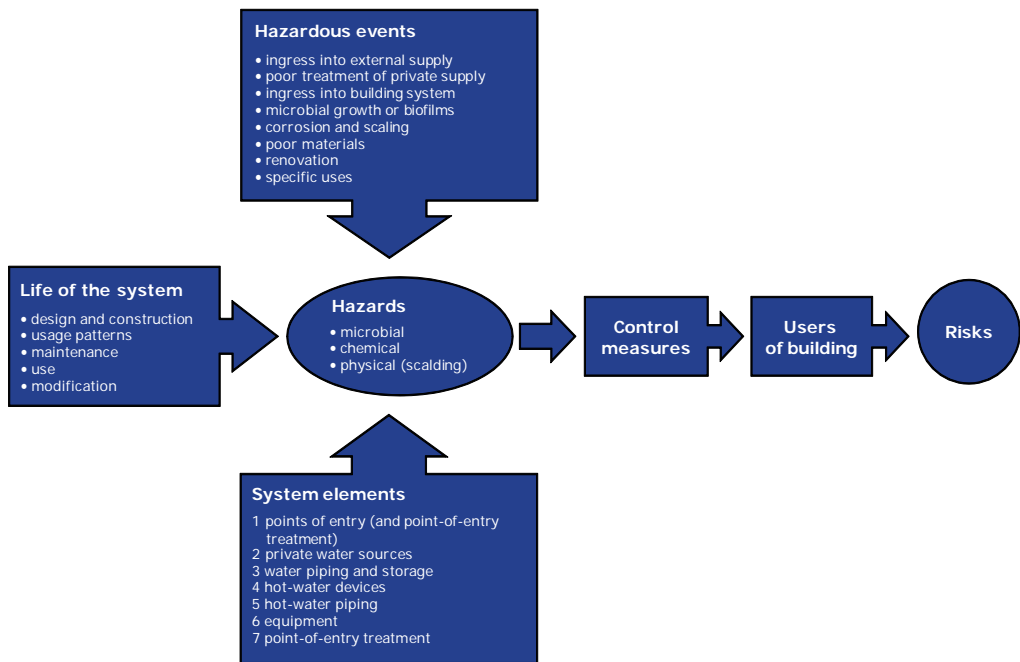 Hazardous events
• ingress into external supply
• poor treatment of private supply
• ingress into building system
• microbial growth or biofilms
• corrosion and scaling
• poor materials
• renovation
• specific uses
Life of the system
• design and construction
• usage patterns
• maintenance
• use
• modification
Hazards
• microbial
• chemical
• physical (scalding)
Control
measures
Users
of building
Risks
System elements
1 points of entry (and point-of-entry
treatment)
2 private water sources
3 water piping and storage
4 hot-water devices
5 hot-water piping
6 equipment
7 point-of-entry treatment